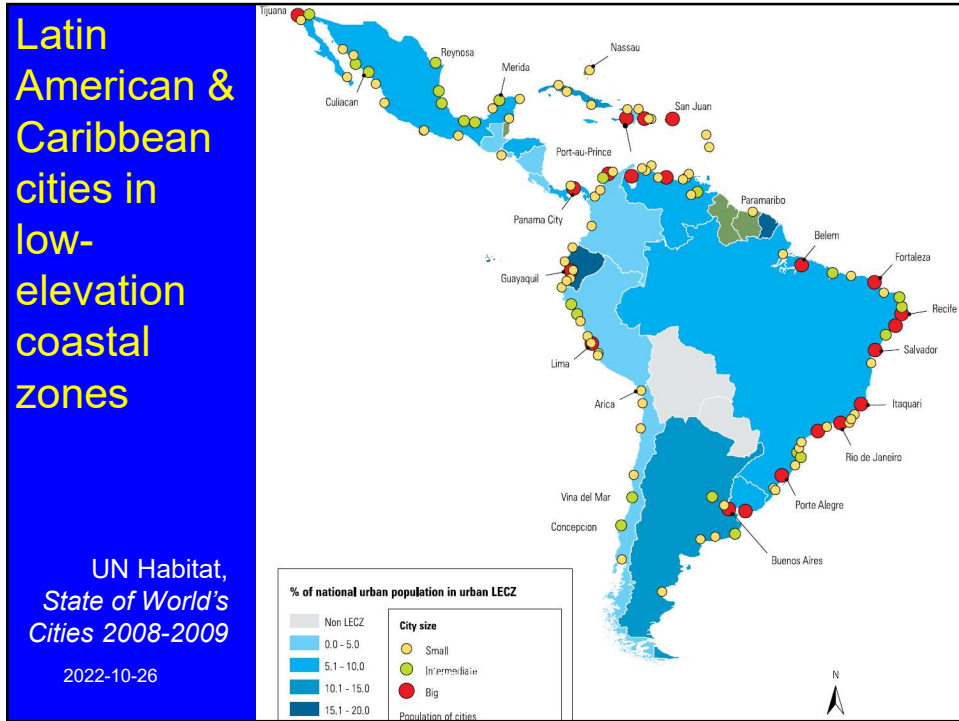 Latin
American &
Caribbean
cities in
low-
elevation
coastal
zones
UN Habitat,
State of World's
Cities 2008-2009
2022-10-26
Tijuana
Reynosa
Nassau
Merida
Culiacan
San Juan
Port-au-Prince
Panama City
Paramaribo
Belem
Fortaleza
Guayaquil
Recife
Lima
Salvador
Arica
Itaquari
Rio de Janeiro
Vina del Mar
Porte Alegre
Concepcion
Buenos Aires
% of national urban population in urban LECZ
Non LECZ
0.0 - 5.0
5,1 - 10,0
10,1 - 15.0
15,1 - 20,0
City size
Small
Intermediate
Big
Population of cities
N